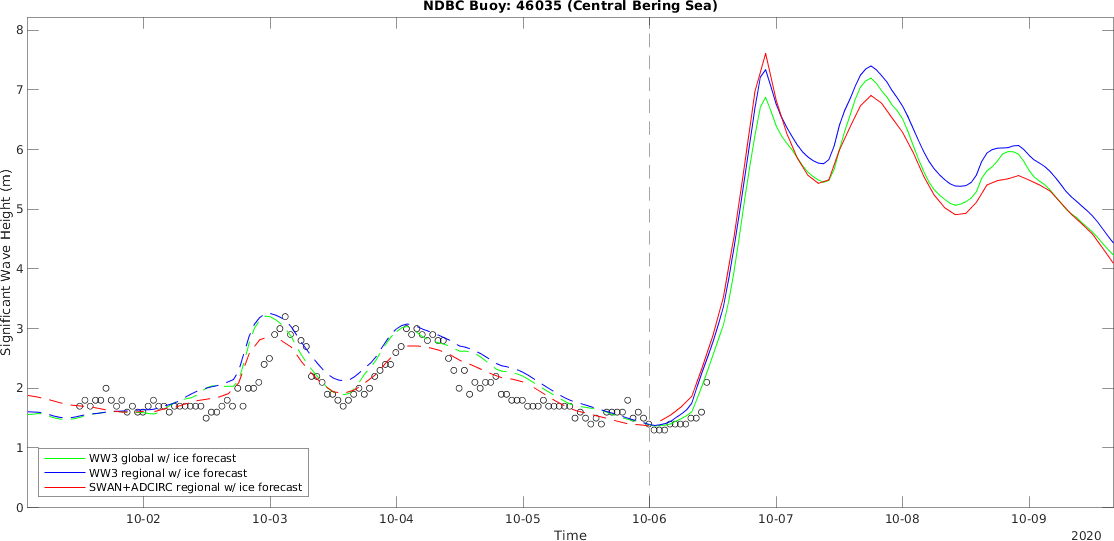 NDBC Buoy: 46035 (Central Bering Sea)
8
7
6
5
4
3
2
1
0
Significant Wave Height (m)
WW3 global w/ ice forecast
WW3 regional w/ ice forecast
SWAN+ADCIRC regional w/ ice forecast
10-02 10-03 10-04 10-05 10-06 10-07 10-08 10-09
Time
2020